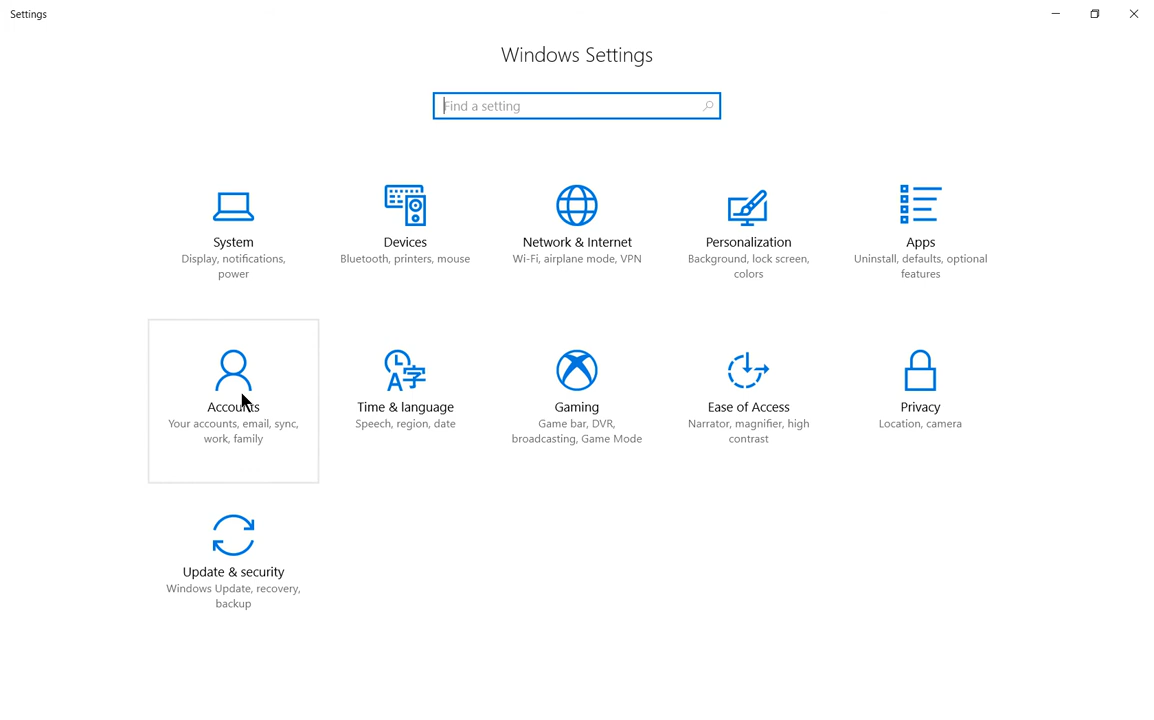 Settings
Windows Settings
Find a setting
System
Display, notifications,
power
Devices
Bluetooth, printers, mouse
Network & Internet
Wi-Fi, airplane mode, VPN
Personalization
Background, lock screen,
colors
Apps
Uninstall, defaults, optional
features
Accounts
Your accounts, email, sync,
work, family
Time & language
Speech, region, date
Gaming
Game bar, DVR,
broadcasting, Game Mode
Ease of Access
Narrator, magnifier, high
contrast
Privacy
Location, camera
Update & security
Windows Update, recovery,
backup